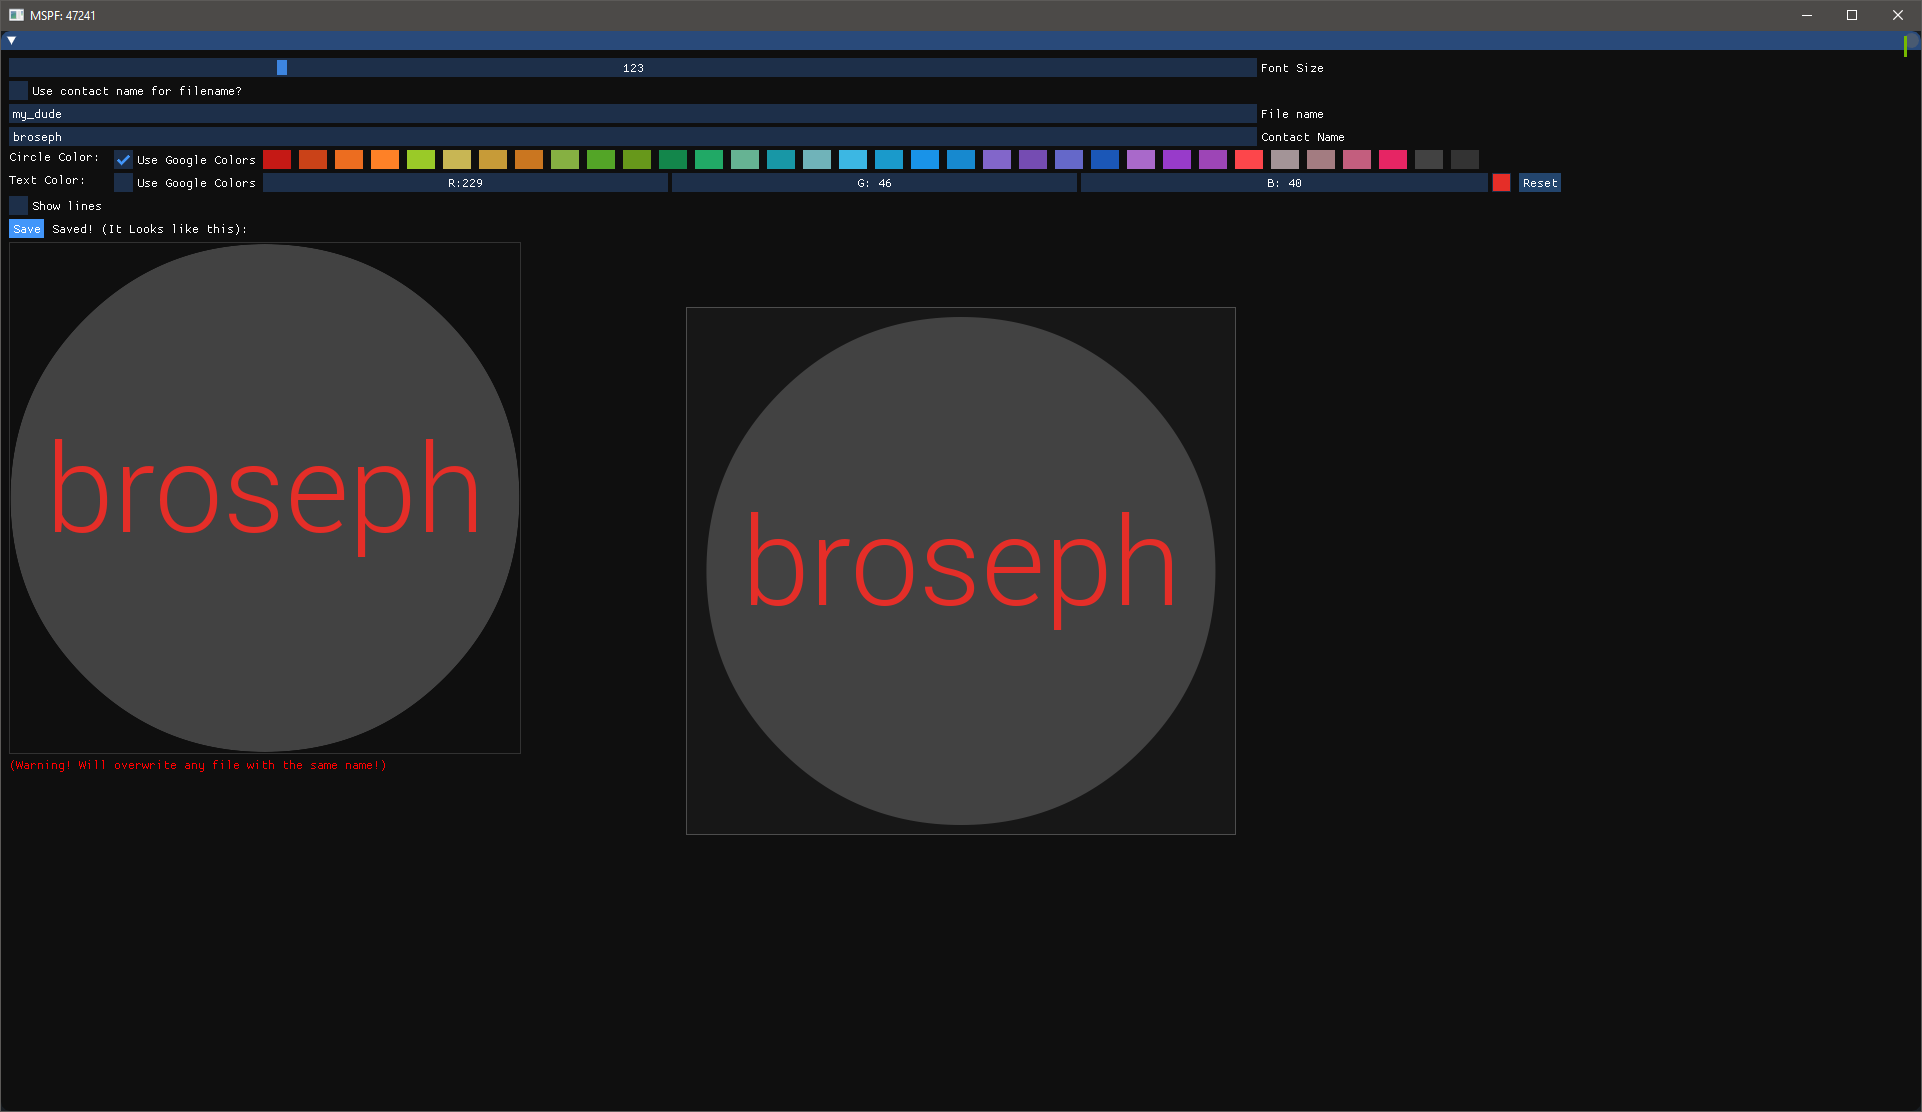 MSPF: 47241
123 Font Size
Use contact name for filename?
my_dude File name
broseph Contact Name
Circle Color: Use Google Colors
Text Color: Use Google Colors R:229 G: 46 B: 40 Reset
Show lines
Save Saved! (It Looks like this):
broseph
broseph
(Warning! Will overwrite any file with the same name!)